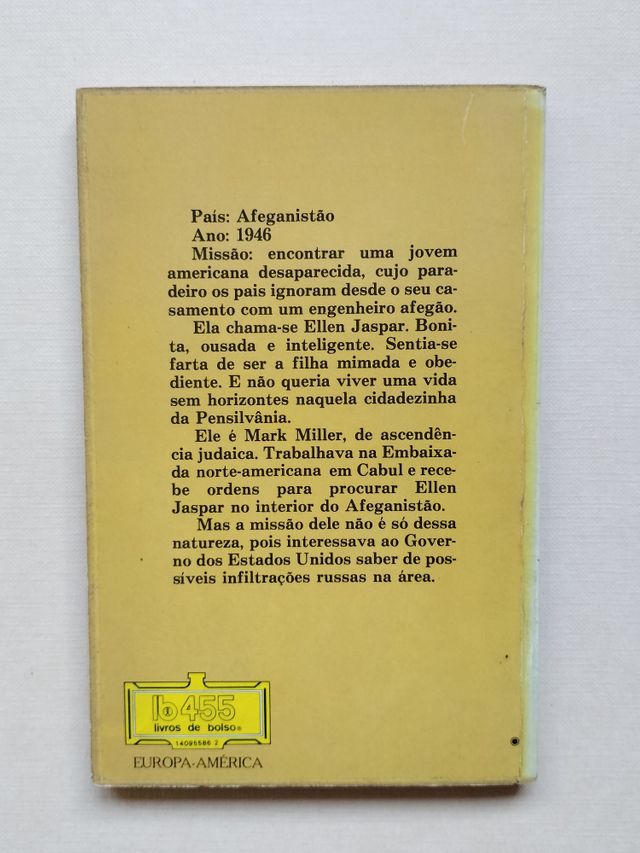 País: Afeganistão
Ano: 1946
Missão: encontrar uma jovem
americana desaparecida, cujo para-
deiro os pais ignoram desde o seu ca-
samento com um engenheiro afegão.
Ela chama-se Ellen Jaspar. Boni-
ta, ousada e inteligente. Sentia-se
farta de ser a filha mimada e obe-
diente. E não queria viver uma vida
sem horizontes naquela cidadezinha
da Pensilvânia.
Ele é Mark Miller, de ascendên-
cia judaica. Trabalhava na Embaixa-
da norte-americana em Cabul e rece-
be ordens para procurar Ellen
Jaspar no interior do Afeganistão.
Mas a missão dele não é só dessa
natureza, pois interessava ao Gover-
no dos Estados Unidos saber de pos-
síveis infiltrações russas na área.
lb 455
livros de bolso®
14095586 2
EUROPA-AMÉRICA